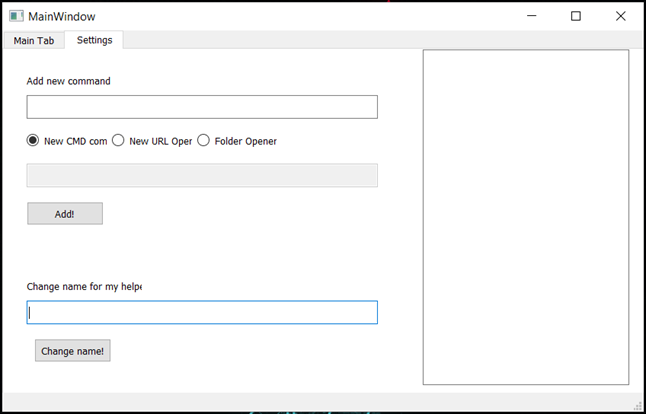 MainWindow
Main Tab Settings
Add new command
New CMD com New URL Oper Folder Opener
Add!
Change name for my helpe
Change name!